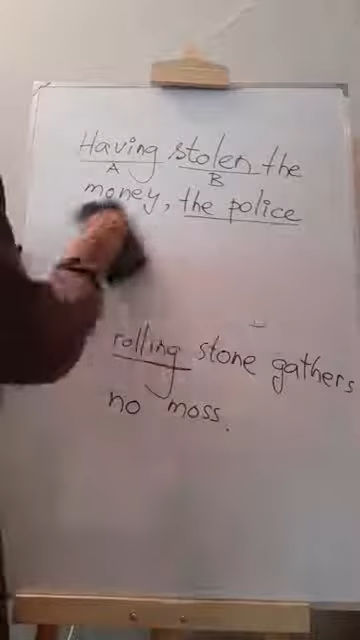 Having stolen the
A B
money, the police
rolling stone gathers
no moss.